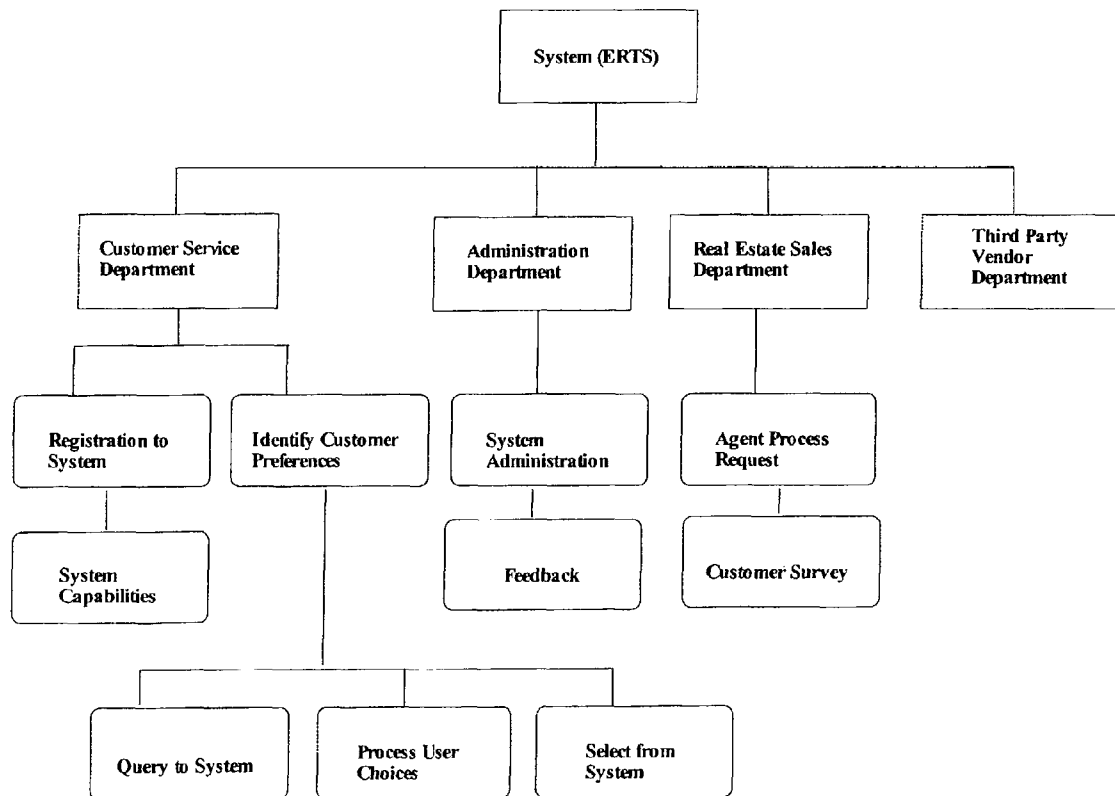 System (ERTS)
Customer Service
Department
Administration
Department
Real Estate Sales
Department
Third Party
Vendor
Department
Registration to
System
Identify Customer
Preferences
System
Administration
Agent Process
Request
System
Capabilities
Feedback
Customer Survey
Query to System
Process User
Choices
Select from
System